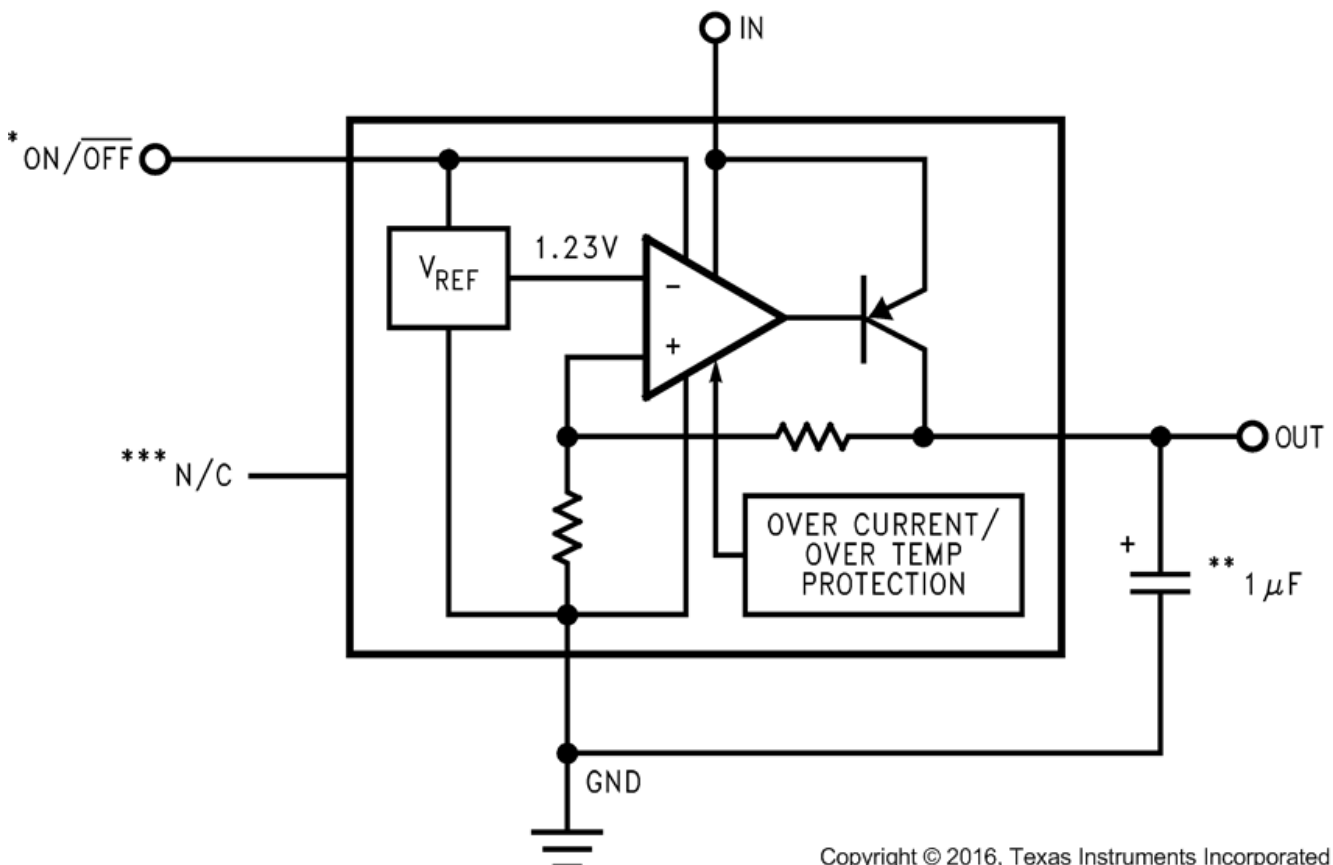 IN
*ON/OFF
V_REF
1.23V
-
+
***N/C
OUT
OVER CURRENT/
OVER TEMP
PROTECTION
+
** 1 μF
GND
Copyright © 2016, Texas Instruments Incorporated